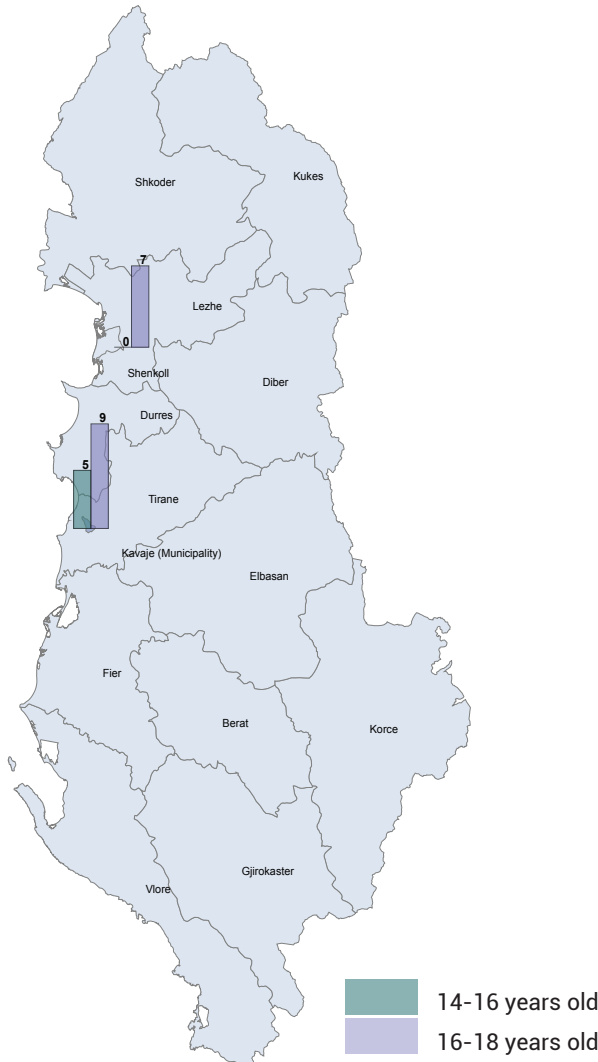 Kukes
Shkoder
7
Lezhe
0
Shenkoll
Diber
Durres
9
5
Tirane
Kavaje (Municipality)
Elbasan
Fier
Berat
Korce
Gjirokaster
Vlore
14-16 years old
16-18 years old